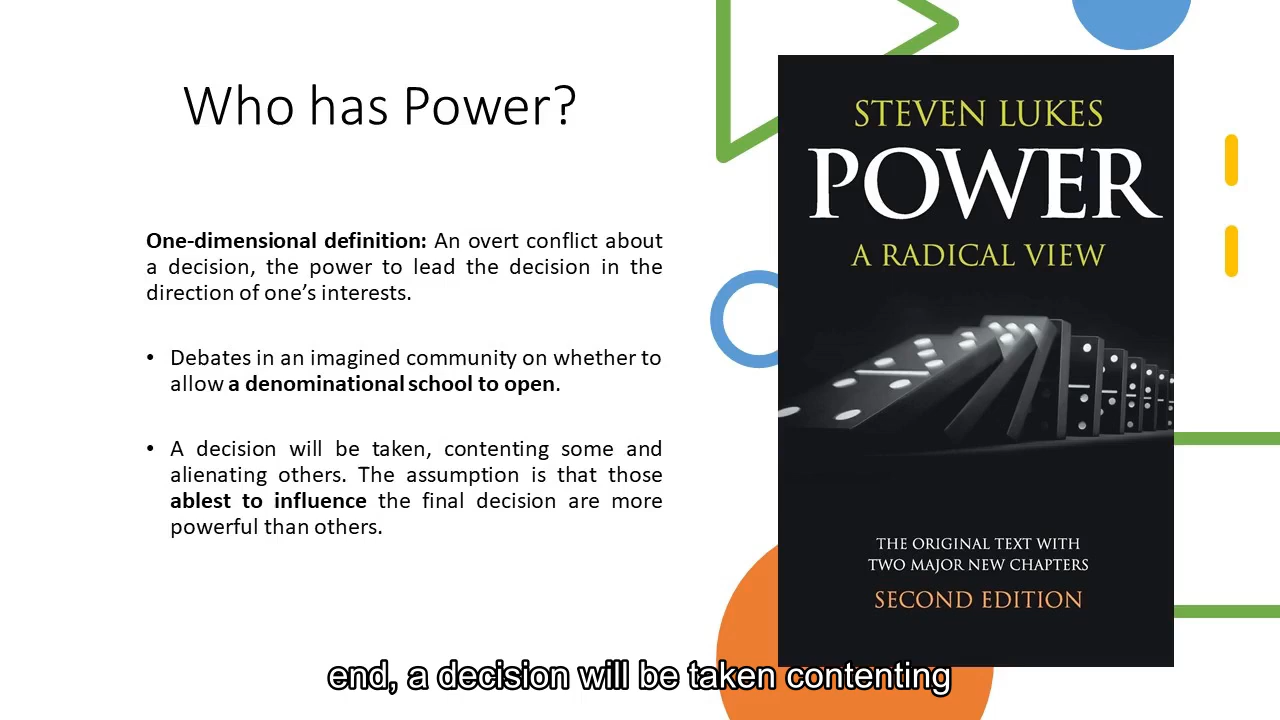 Who has Power?
One-dimensional definition: An overt conflict about
a decision, the power to lead the decision in the
direction of one’s interests.
• Debates in an imagined community on whether to
allow a denominational school to open.
• A decision will be taken, contenting some and
alienating others. The assumption is that those
ablest to influence the final decision are more
powerful than others.
STEVEN LUKES
POWER
A RADICAL VIEW
THE ORIGINAL TEXT WITH
TWO MAJOR NEW CHAPTERS
SECOND EDITION
end, a decision will be taken contenting